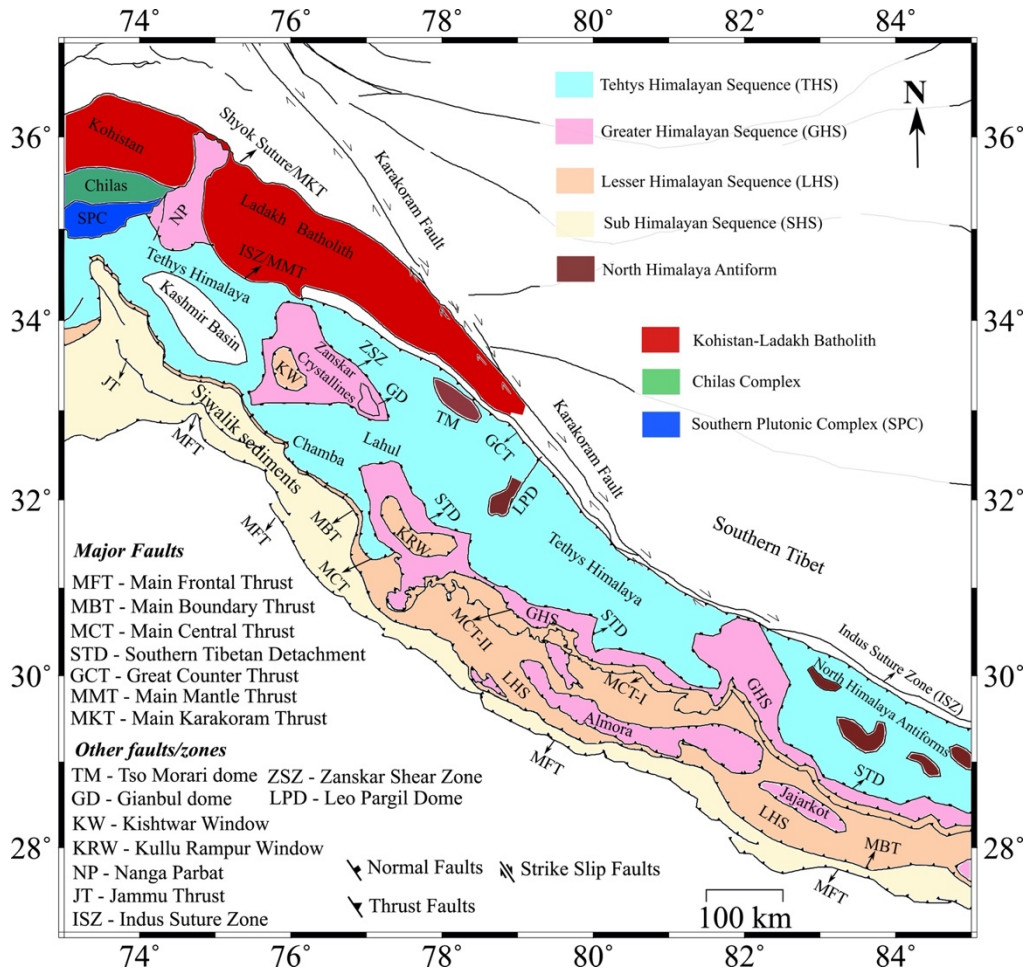 74° 76° 78° 80° 82° 84°
36° 36°
34° 34°
32° 32°
30° 30°
28° 28°
74° 76° 78° 80° 82° 84°
N
Tehtys Himalayan Sequence (THS)
Greater Himalayan Sequence (GHS)
Lesser Himalayan Sequence (LHS)
Sub Himalayan Sequence (SHS)
North Himalaya Antiform
Kohistan-Ladakh Batholith
Chilas Complex
Southern Plutonic Complex (SPC)
Kohistan
Chilas
SPC
NP
Shyok Suture/MKT
Karakoram Fault
Ladakh Batholith
ISZ/MMT
Tethys Himalaya
Kashmir Basin
KW
Zanskar
Crystallines
ZSZ
GD
TM
GCT
Karakoram Fault
JT
MFT
Siwalik sediments
Chamba
Lahul
LPD
STD
KRW
MFT
MBT
MCT
Southern Tibet
Tethys Himalaya
GHS
STD
MCT-II
MCT-I
LHS
Almora
GHS
Indus Suture Zone (ISZ)
North Himalaya Antiforms
STD
MFT
Jajarkot
LHS
MBT
MFT
Major Faults
MFT - Main Frontal Thrust
MBT - Main Boundary Thrust
MCT - Main Central Thrust
STD - Southern Tibetan Detachment
GCT - Great Counter Thrust
MMT - Main Mantle Thrust
MKT - Main Karakoram Thrust
Other faults/zones
TM - Tso Morari dome ZSZ - Zanskar Shear Zone
GD - Gianbul dome LPD - Leo Pargil Dome
KW - Kishtwar Window
KRW - Kullu Rampur Window
NP - Nanga Parbat
JT - Jammu Thrust
ISZ - Indus Suture Zone
Normal Faults
Strike Slip Faults
Thrust Faults
100 km